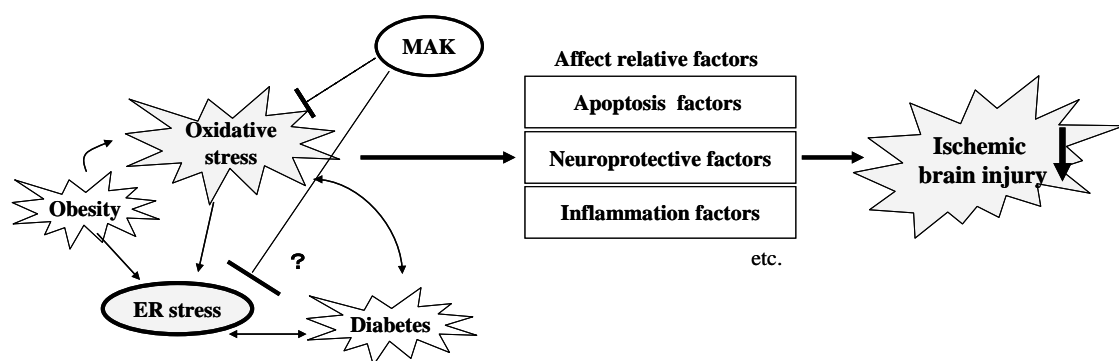 MAK
Affect relative factors
Apoptosis factors
Oxidative
stress
Neuroprotective factors
Ischemic
brain injury
Obesity
Inflammation factors
?
etc.
ER stress
Diabetes